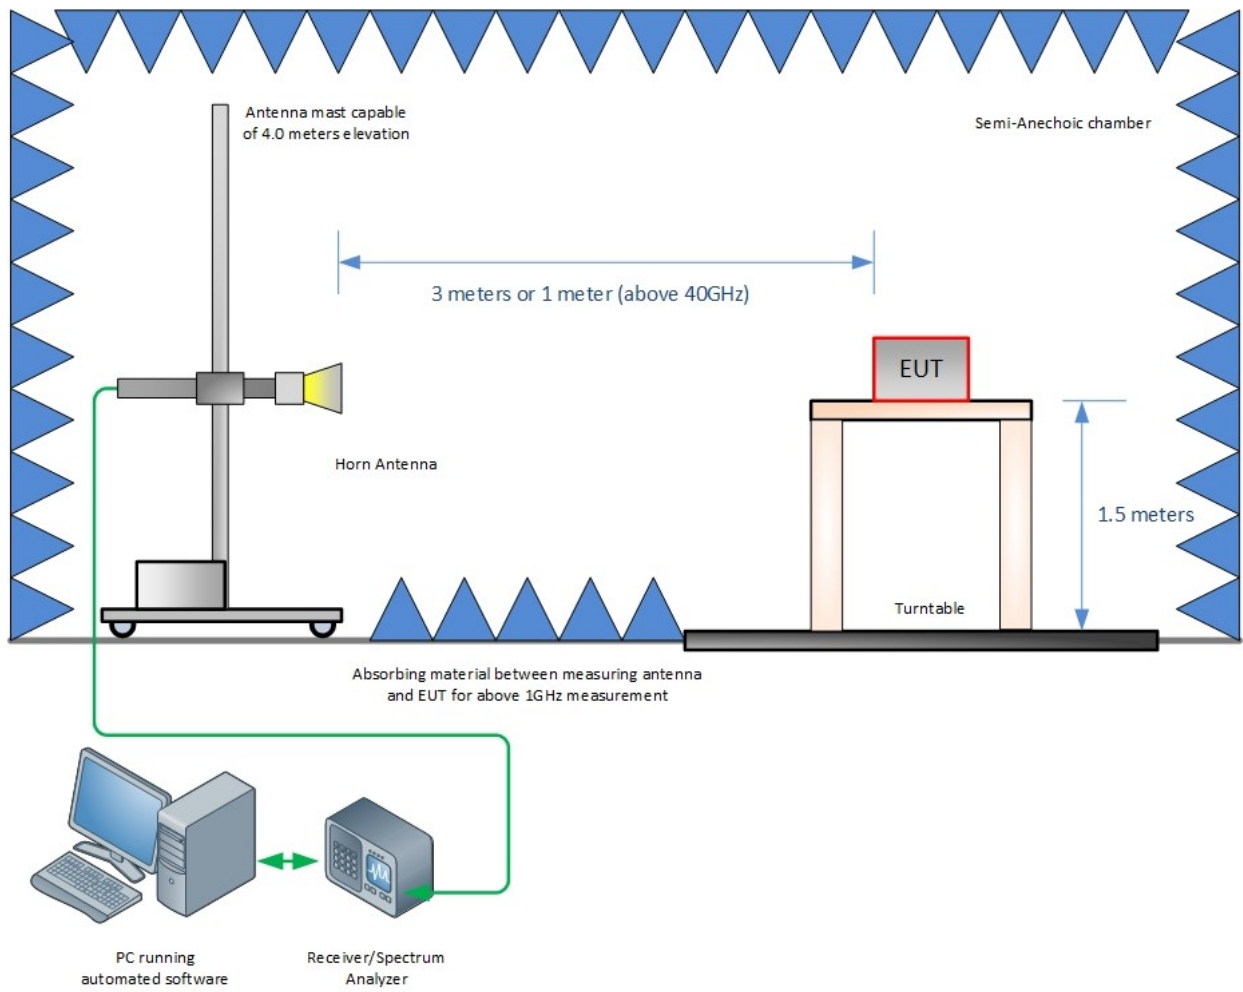 Antenna mast capable
of 4.0 meters elevation
Semi-Anechoic chamber
3 meters or 1 meter (above 40GHz)
EUT
Horn Antenna
1.5 meters
Turntable
Absorbing material between measuring antenna
and EUT for above 1GHz measurement
PC running
automated software
Receiver/Spectrum
Analyzer